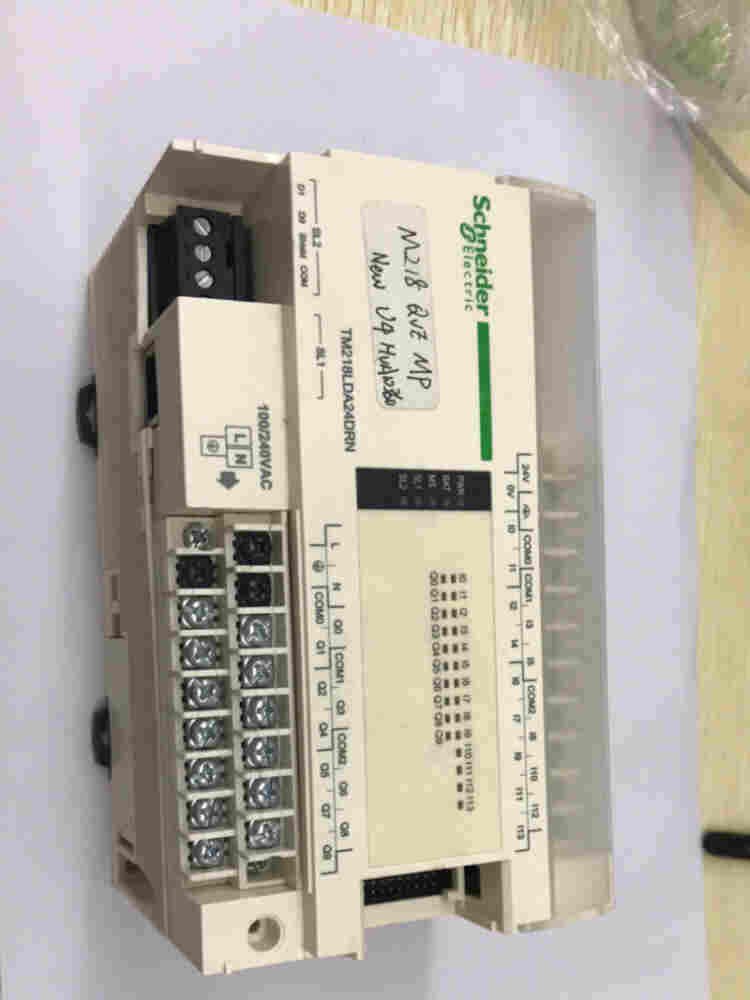 Schneider
Electric
M218 QVZ MP
New V4
TM218LDA24DRN
SL2
D1 D0 Shield COM
SL1
100/240VAC
L N
PWR
BAT
MS
SL1
SL2
24V COM0 COM1 I3 I5 COM2 I8 I10 I12
0V I0 I1 I2 I4 I6 I7 I9 I11 I13
I0 I1 I2 I3 I4 I5 I6 I7 I8 I9 I10 I11 I12 I13
Q0 Q1 Q2 Q3 Q4 Q5 Q6 Q7 Q8 Q9
L N Q0 COM1 Q3 COM2 Q6 Q8
COM0 Q1 Q2 Q4 Q5 Q7 Q9